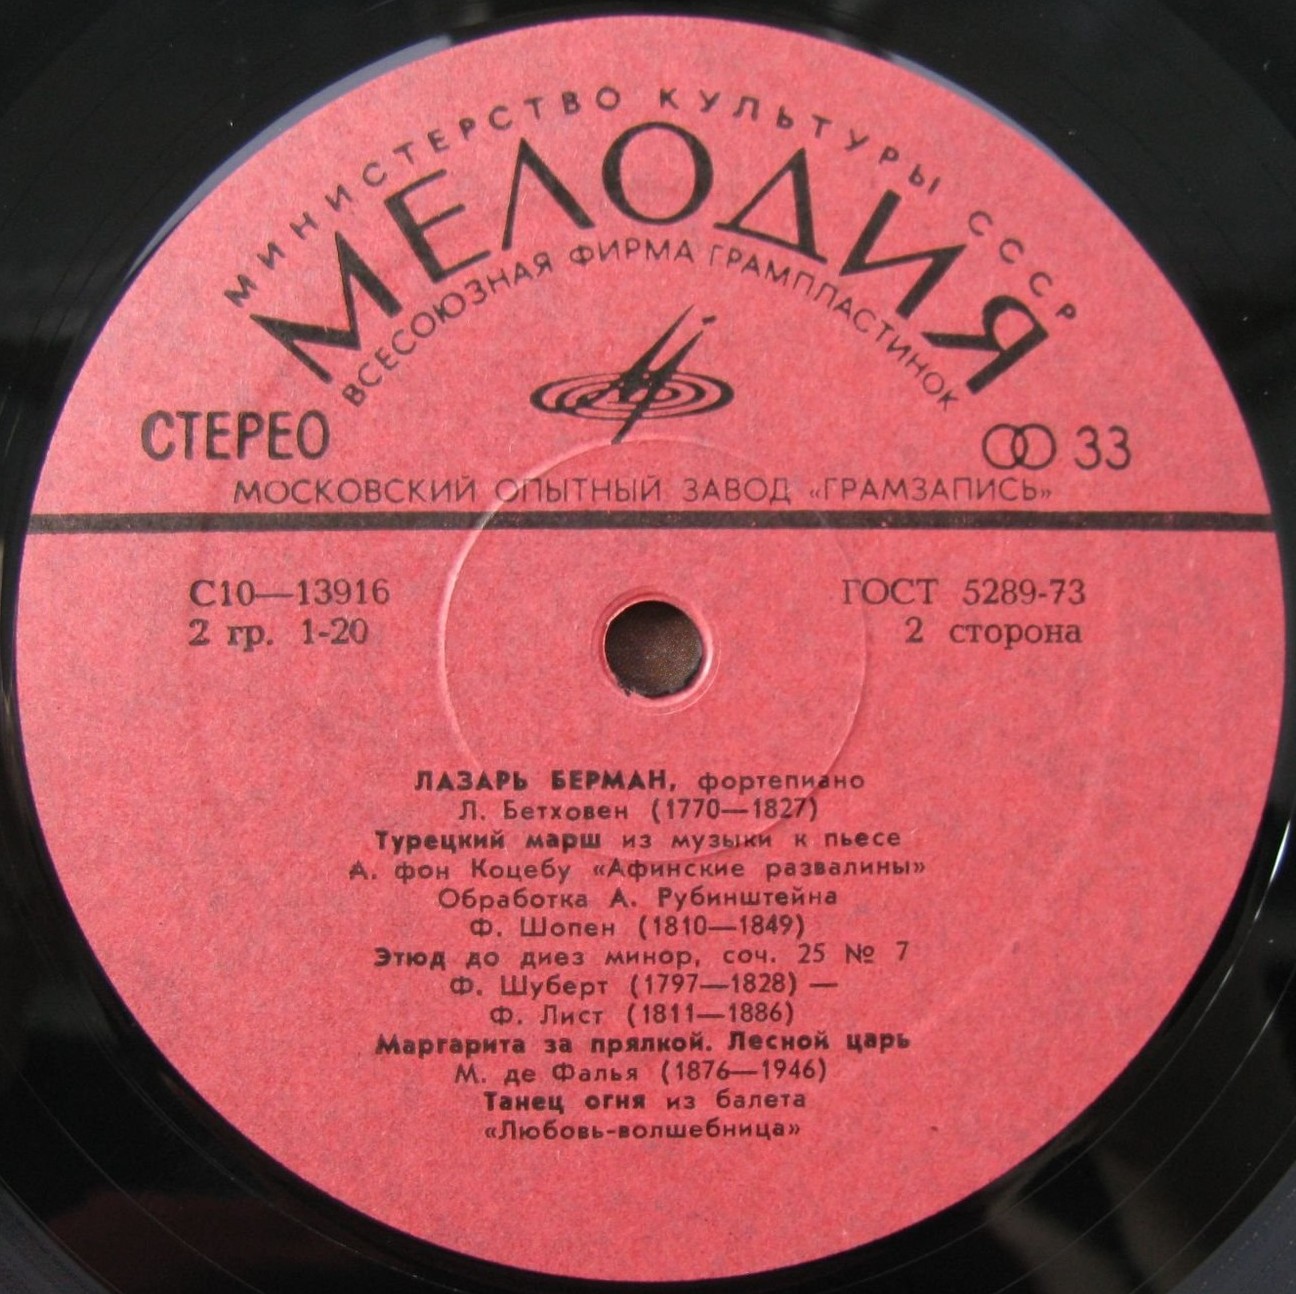 МИНИСТЕРСТВО КУЛЬТУРЫ СССР
МЕЛОДИЯ
ВСЕСОЮЗНАЯ ФИРМА ГРАМПЛАСТИНОК
СТЕРЕО
33
МОСКОВСКИЙ ОПЫТНЫЙ ЗАВОД «ГРАМЗАПИСЬ»
С10—13916
ГОСТ 5289-73
2 гр. 1-20
2 сторона
ЛАЗАРЬ БЕРМАН, фортепиано
Л. Бетховен (1770—1827)
Турецкий марш из музыки к пьесе
А. фон Коцебу «Афинские развалины»
Обработка А. Рубинштейна
Ф. Шопен (1810—1849)
Этюд до диез минор, соч. 25 № 7
Ф. Шуберт (1797—1828) —
Ф. Лист (1811—1886)
Маргарита за прялкой. Лесной царь
М. де Фалья (1876—1946)
Танец огня из балета
«Любовь-волшебница»